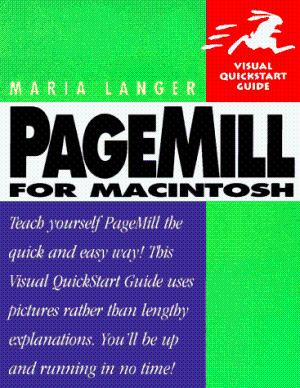 VISUAL
QUICKSTART
GUIDE
MARIA LANGER
PAGEMILL
FOR MACINTOSH
Teach yourself PageMill the
quick and easy way! This
Visual QuickStart Guide uses
pictures rather than lengthy
explanations. You'll be up
and running in no time!